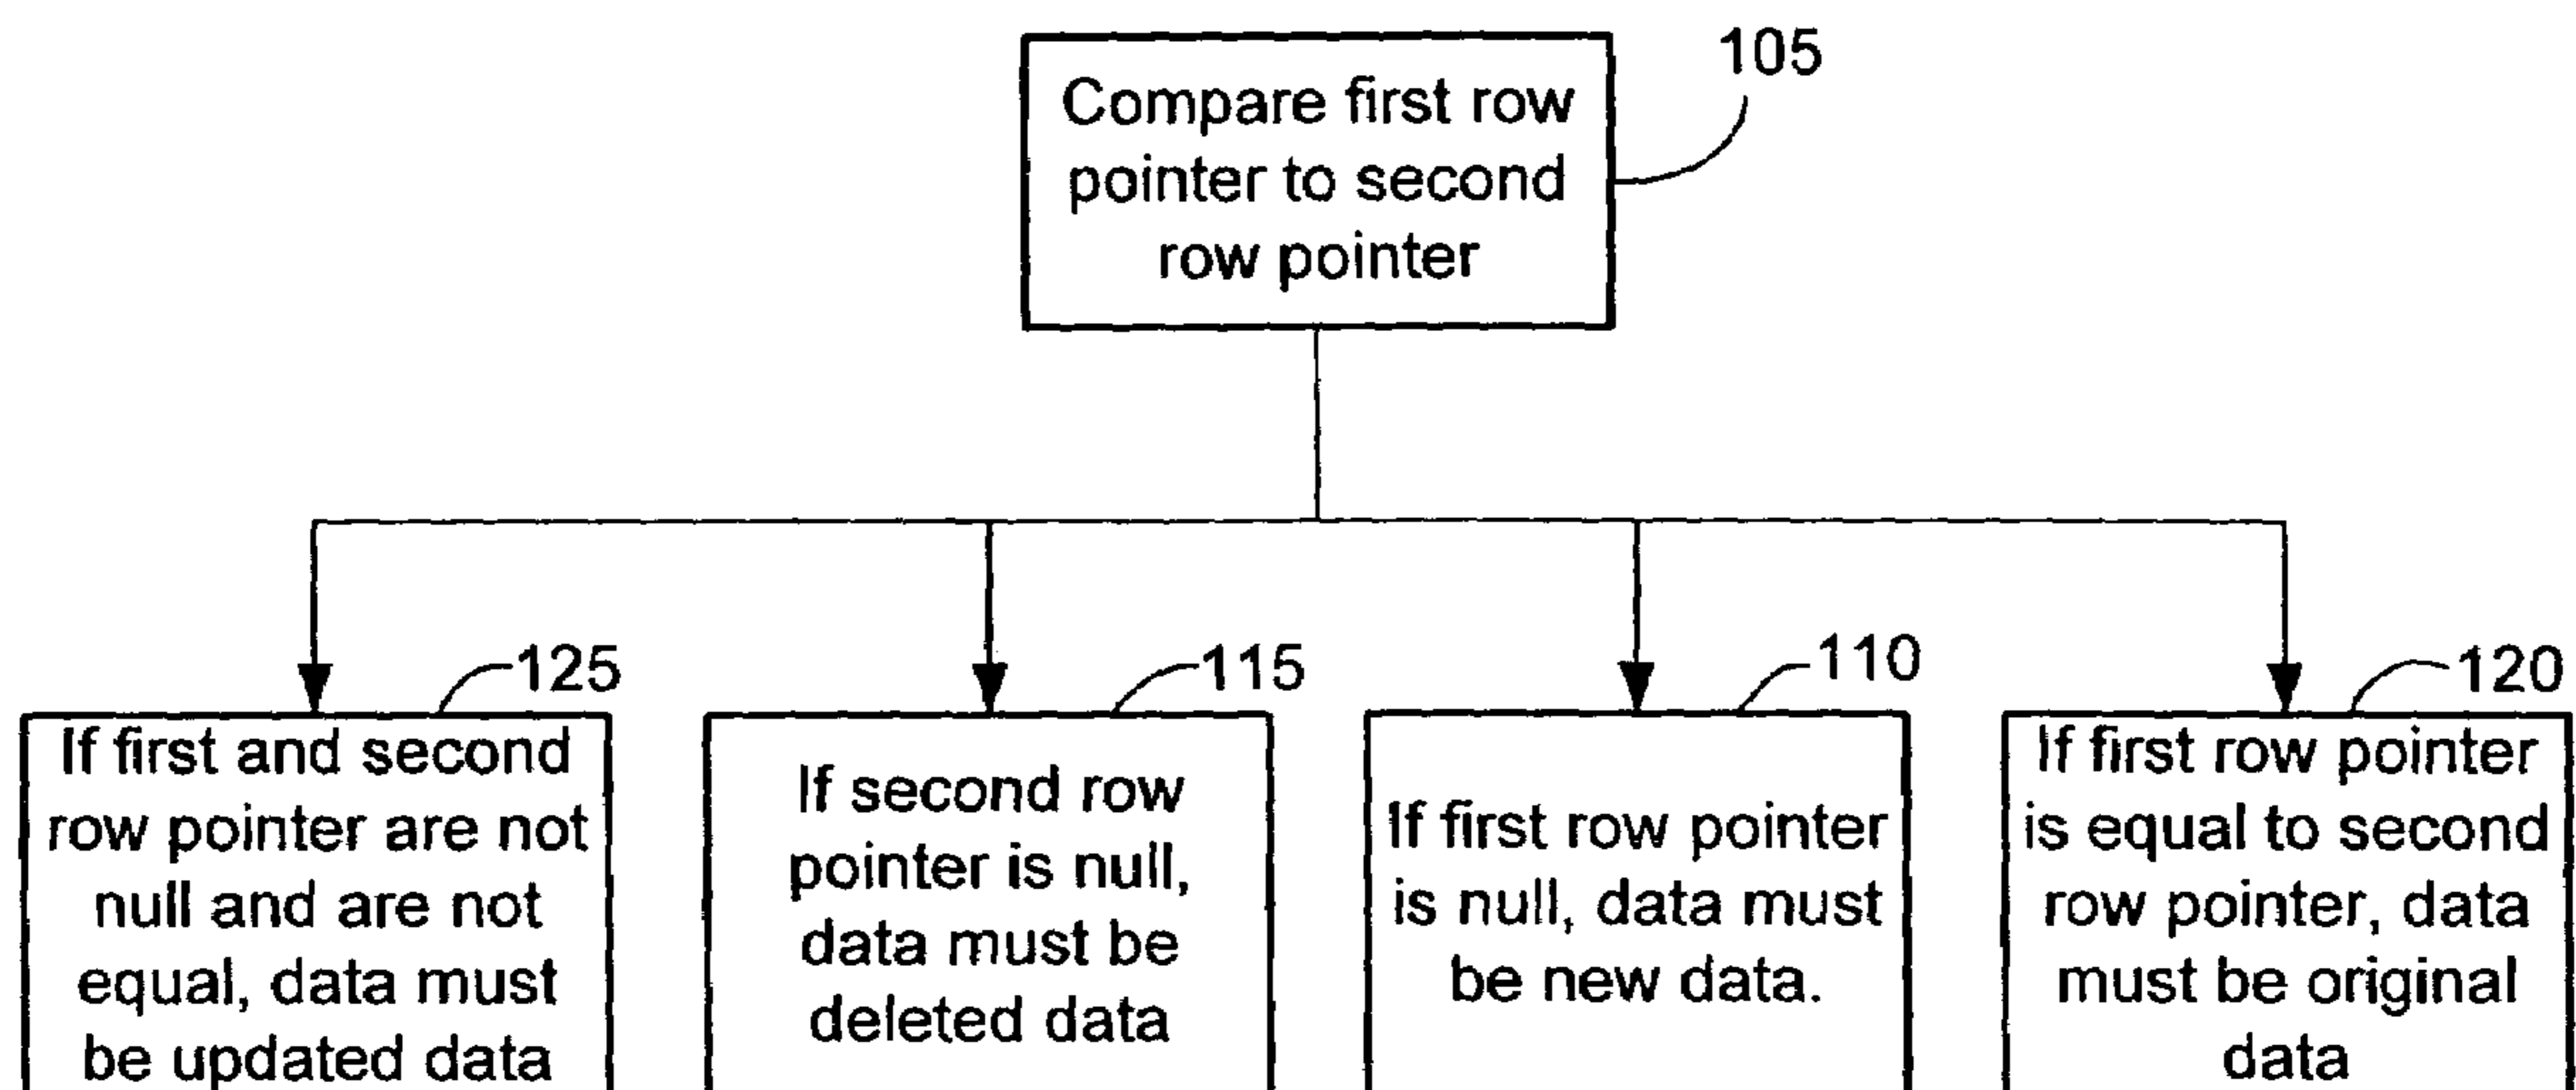 105
Compare first row
pointer to second
row pointer
125
If first and second
row pointer are not
null and are not
equal, data must
be updated data
115
If second row
pointer is null,
data must be
deleted data
110
If first row pointer
is null, data must
be new data.
120
If first row pointer
is equal to second
row pointer, data
must be original
data